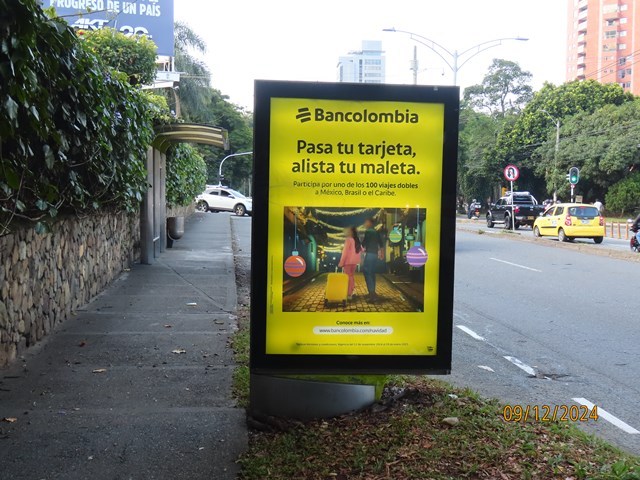 PROGRESO DE UN PAÍS
AKT
Bancolombia
Pasa tu tarjeta,
alista tu maleta.
Participa por uno de los 100 viajes dobles
a México, Brasil o el Caribe.
Conoce más en:
www.bancolombia.com/navidad
09/12/2024